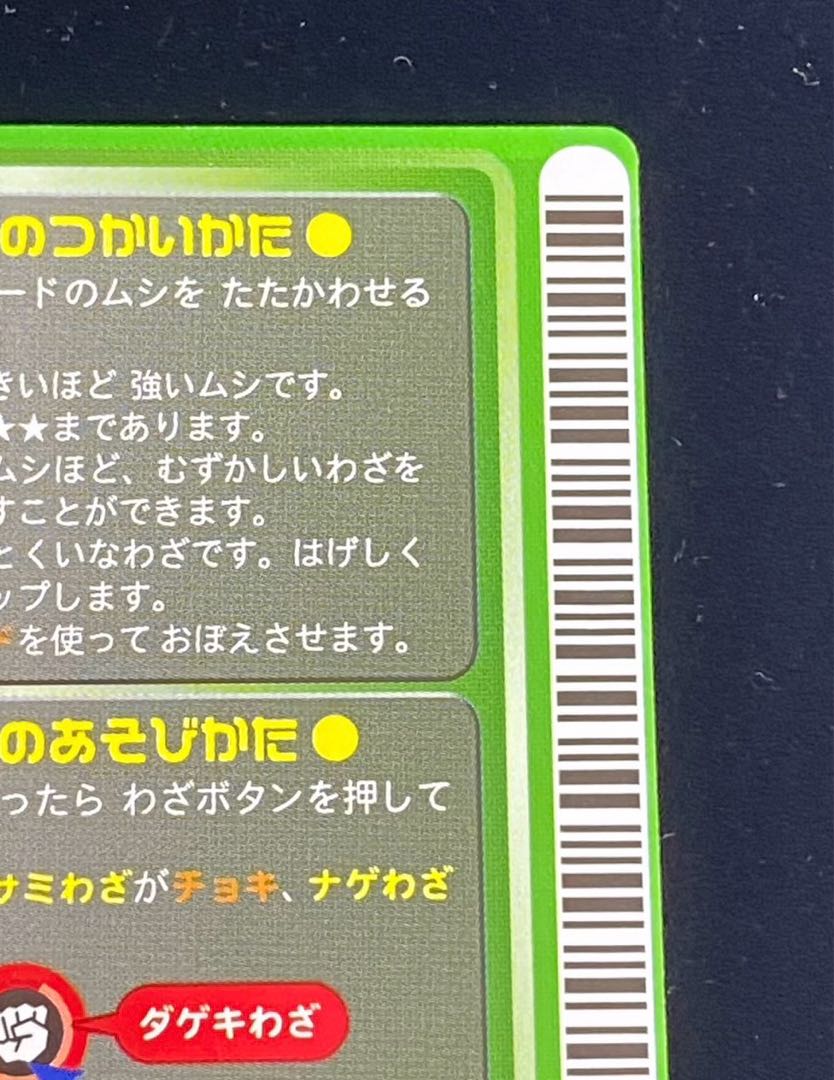 のつかいかた●
ードのムシを たたかわせる
きいほど 強いムシです。
★★まであります。
ムシほど、むずかしいわざを
すことができます。
とくいなわざです。はげしく
ップします。
を使って おぼえさせます。
のあそびかた●
ったら わざボタンを押して
サミわざがチョキ、ナゲわざ
ダゲキわざ